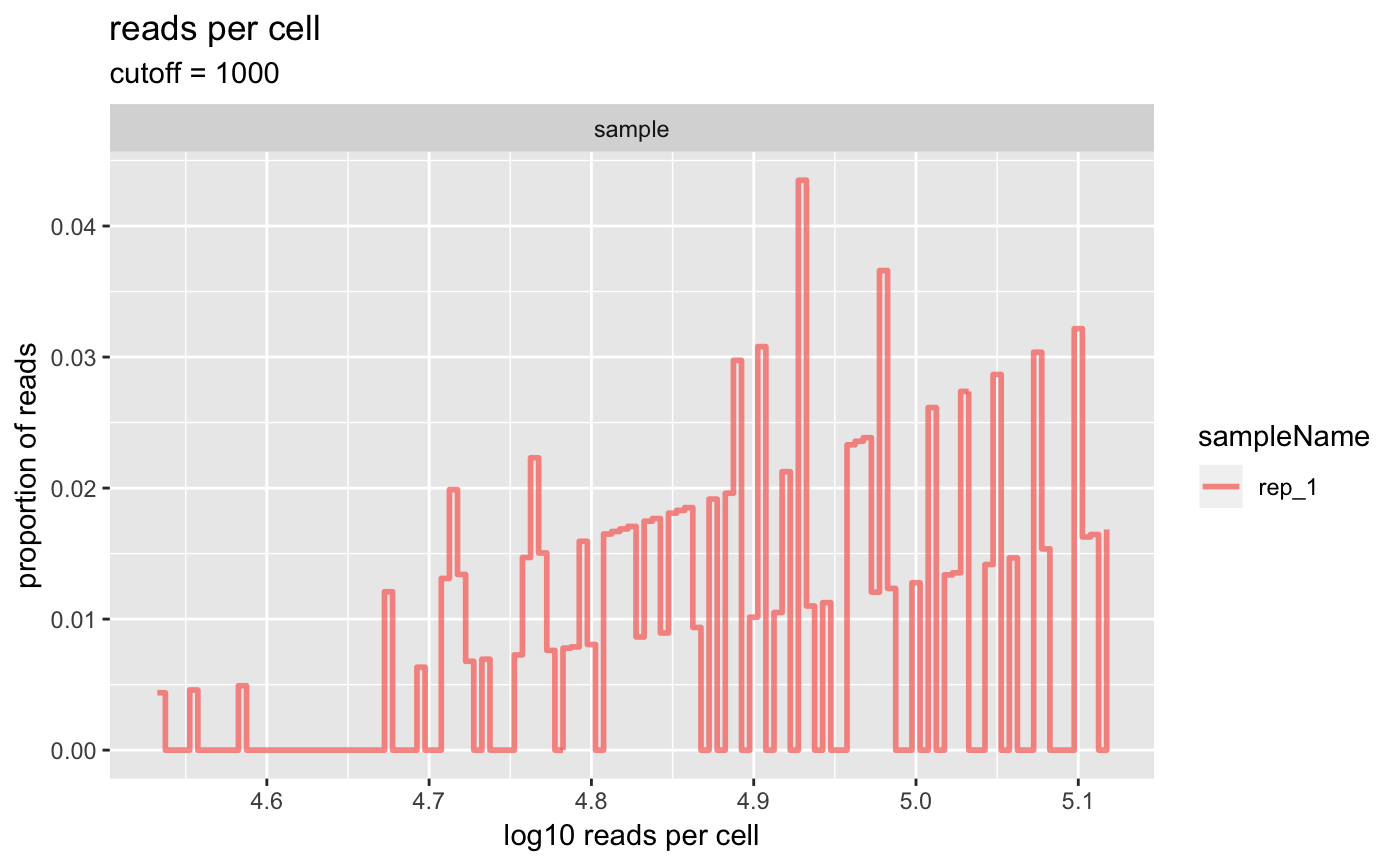 reads per cell
cutoff = 1000
sample
proportion of reads
0.04
0.03
0.02
0.01
0.00
4.6 4.7 4.8 4.9 5.0 5.1
log10 reads per cell
sampleName
rep_1